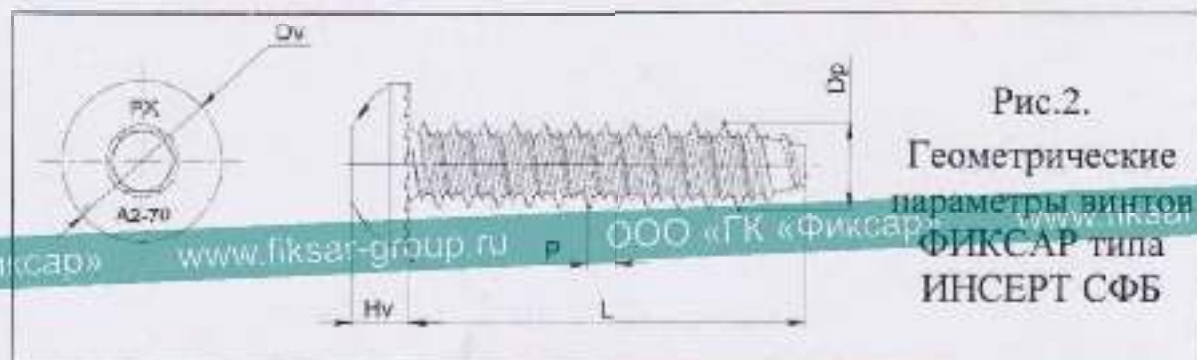 Dv
PX
A2-70
Dp
P
Hv
L
Рис.2.
Геометрические
параметры винтов
ФИКСАР типа
ИНСЕРТ СФБ
www.fiksar-group.ru ООО «ГК «Фиксар»